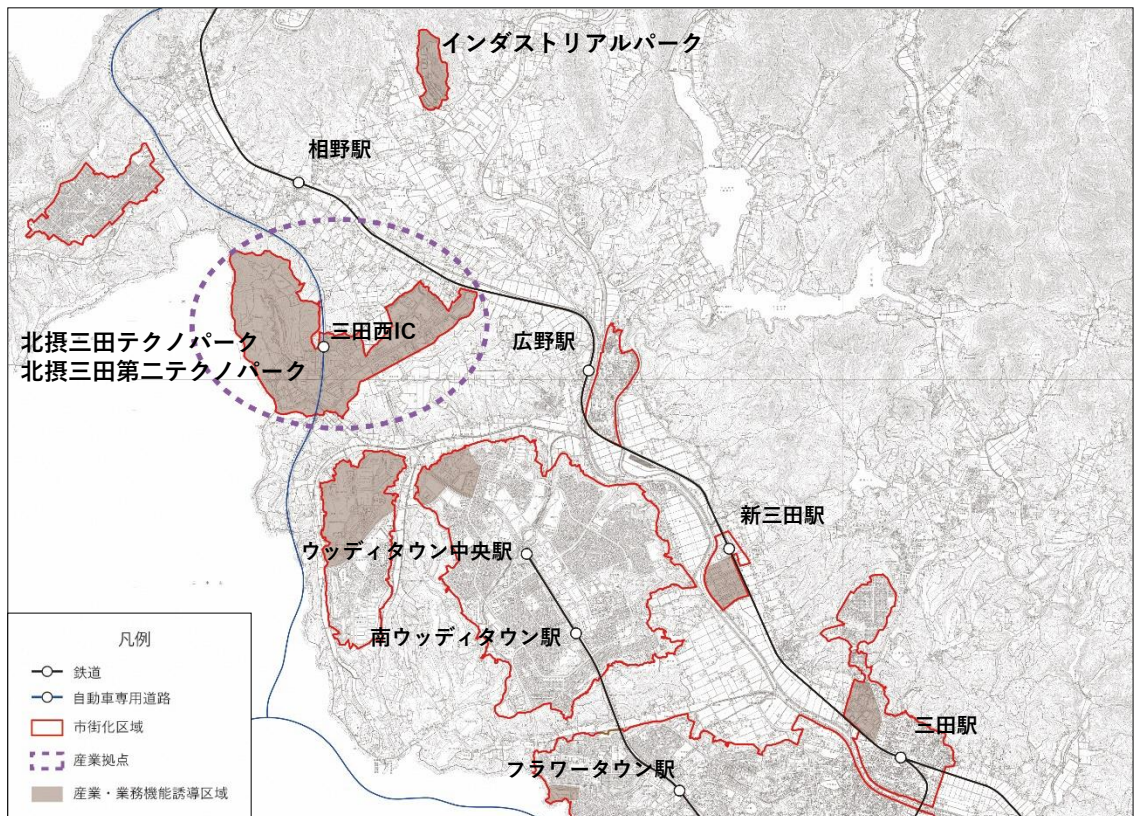 インダストリアルパーク
相野駅
三田西IC
北摂三田テクノパーク
北摂三田第二テクノパーク
広野駅
新三田駅
ウッディタウン中央駅
南ウッディタウン駅
三田駅
フラワータウン駅
凡例
鉄道
自動車専用道路
市街化区域
産業拠点
産業・業務機能誘導区域